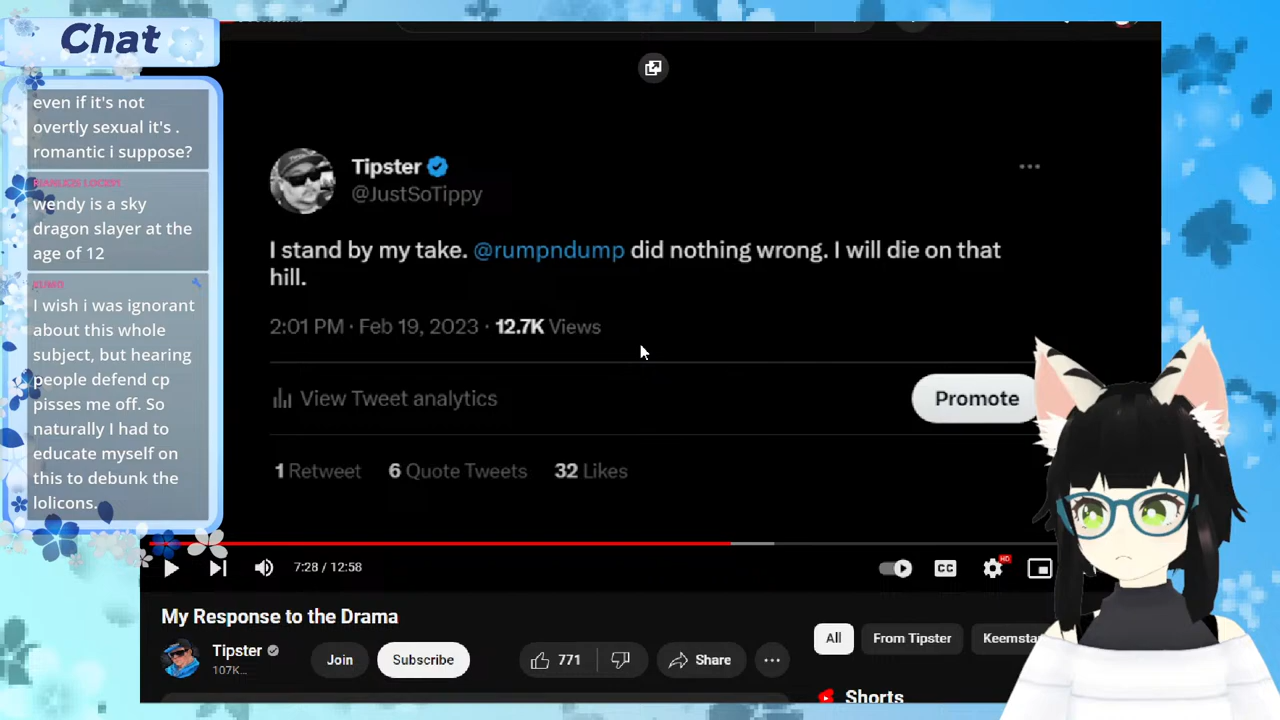 Chat
even if it's not
overtly sexual it's .
romantic i suppose?
wendy is a sky
dragon slayer at the
age of 12
I wish i was ignorant
about this whole
subject, but hearing
people defend cp
pisses me off. So
naturally I had to
educate myself on
this to debunk the
lolicons.
Tipster
@JustSoTippy
I stand by my take. @rumpndump did nothing wrong. I will die on that
hill.
2:01 PM · Feb 19, 2023 · 12.7K Views
View Tweet analytics
Promote
1 Retweet 6 Quote Tweets 32 Likes
7:28 / 12:58
CC
HD
My Response to the Drama
Tipster
107K...
Join
Subscribe
771
Share
All
From Tipster
Shorts